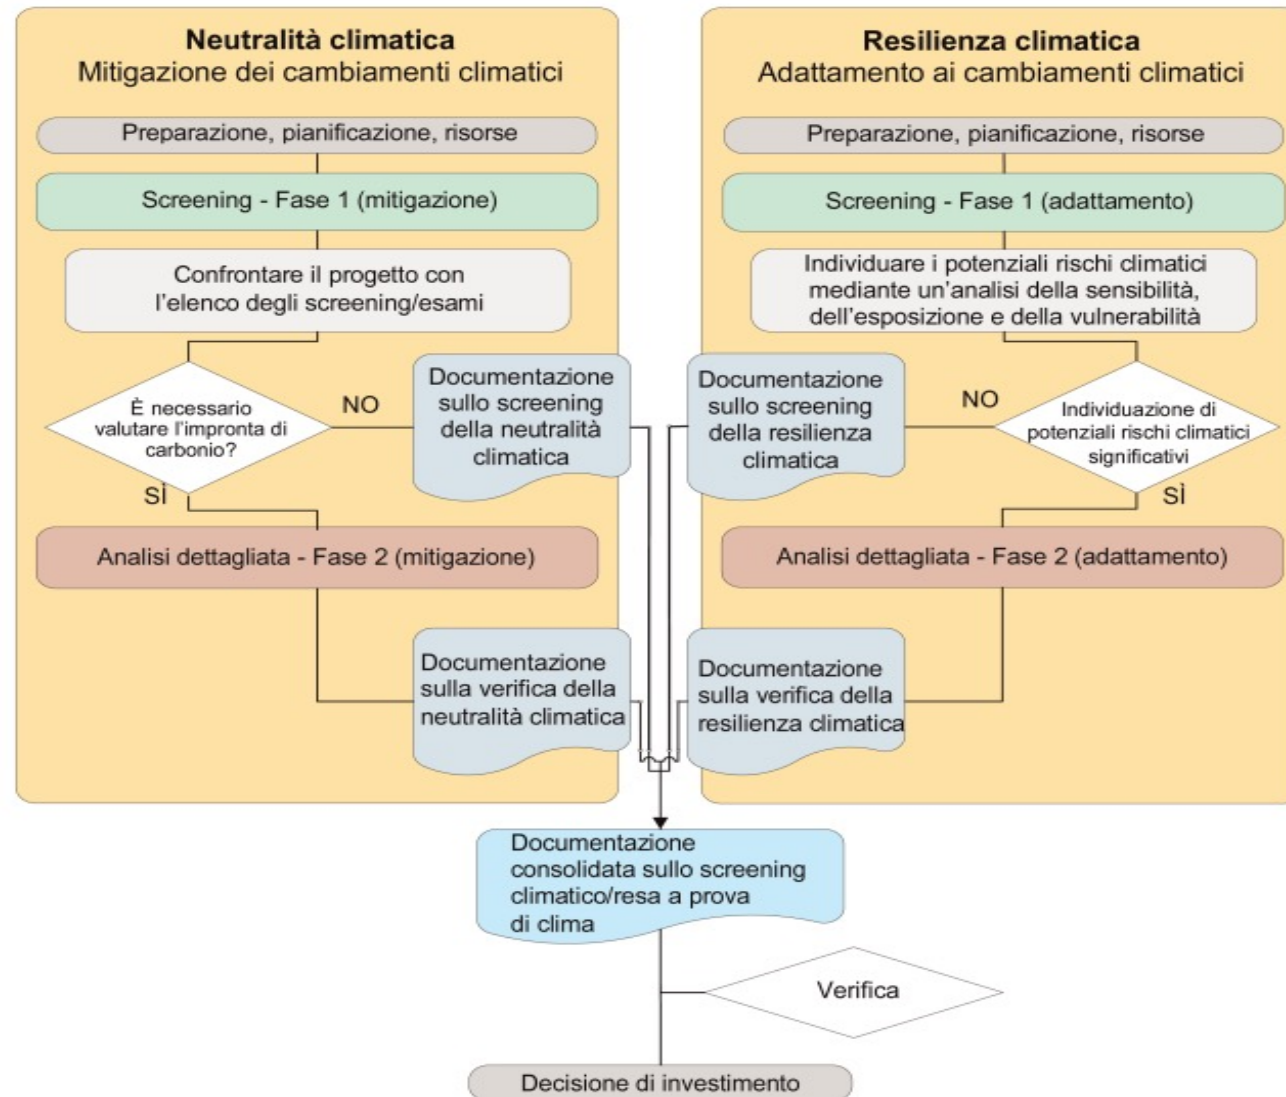 Neutralità climatica
Mitigazione dei cambiamenti climatici
Preparazione, pianificazione, risorse
Screening - Fase 1 (mitigazione)
Confrontare il progetto con
l'elenco degli screening/esami
È necessario
valutare l'impronta di
carbonio?
NO
SÌ
Documentazione
sullo screening
della neutralità
climatica
Analisi dettagliata - Fase 2 (mitigazione)
Documentazione
sulla verifica della
neutralità climatica
Resilienza climatica
Adattamento ai cambiamenti climatici
Preparazione, pianificazione, risorse
Screening - Fase 1 (adattamento)
Individuare i potenziali rischi climatici
mediante un'analisi della sensibilità,
dell'esposizione e della vulnerabilità
Individuazione di
potenziali rischi climatici
significativi
NO
SÌ
Documentazione
sullo screening
della resilienza
climatica
Analisi dettagliata - Fase 2 (adattamento)
Documentazione
sulla verifica della
resilienza climatica
Documentazione
consolidata sullo screening
climatico/resa a prova
di clima
Verifica
Decisione di investimento